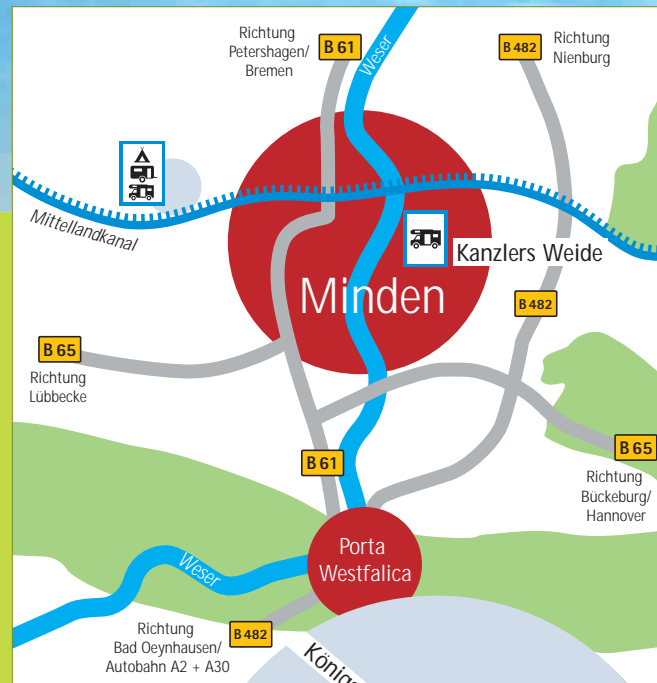 Richtung
Petershagen/
Bremen
B 61
Weser
B 482
Richtung
Nienburg
Mittellandkanal
Kanzlers Weide
Minden
B 482
B 65
Richtung
Lübbecke
B 61
B 65
Richtung
Bückeburg/
Hannover
Porta
Westfalica
Weser
Richtung
Bad Oeynhausen/
Autobahn A2 + A30
B 482